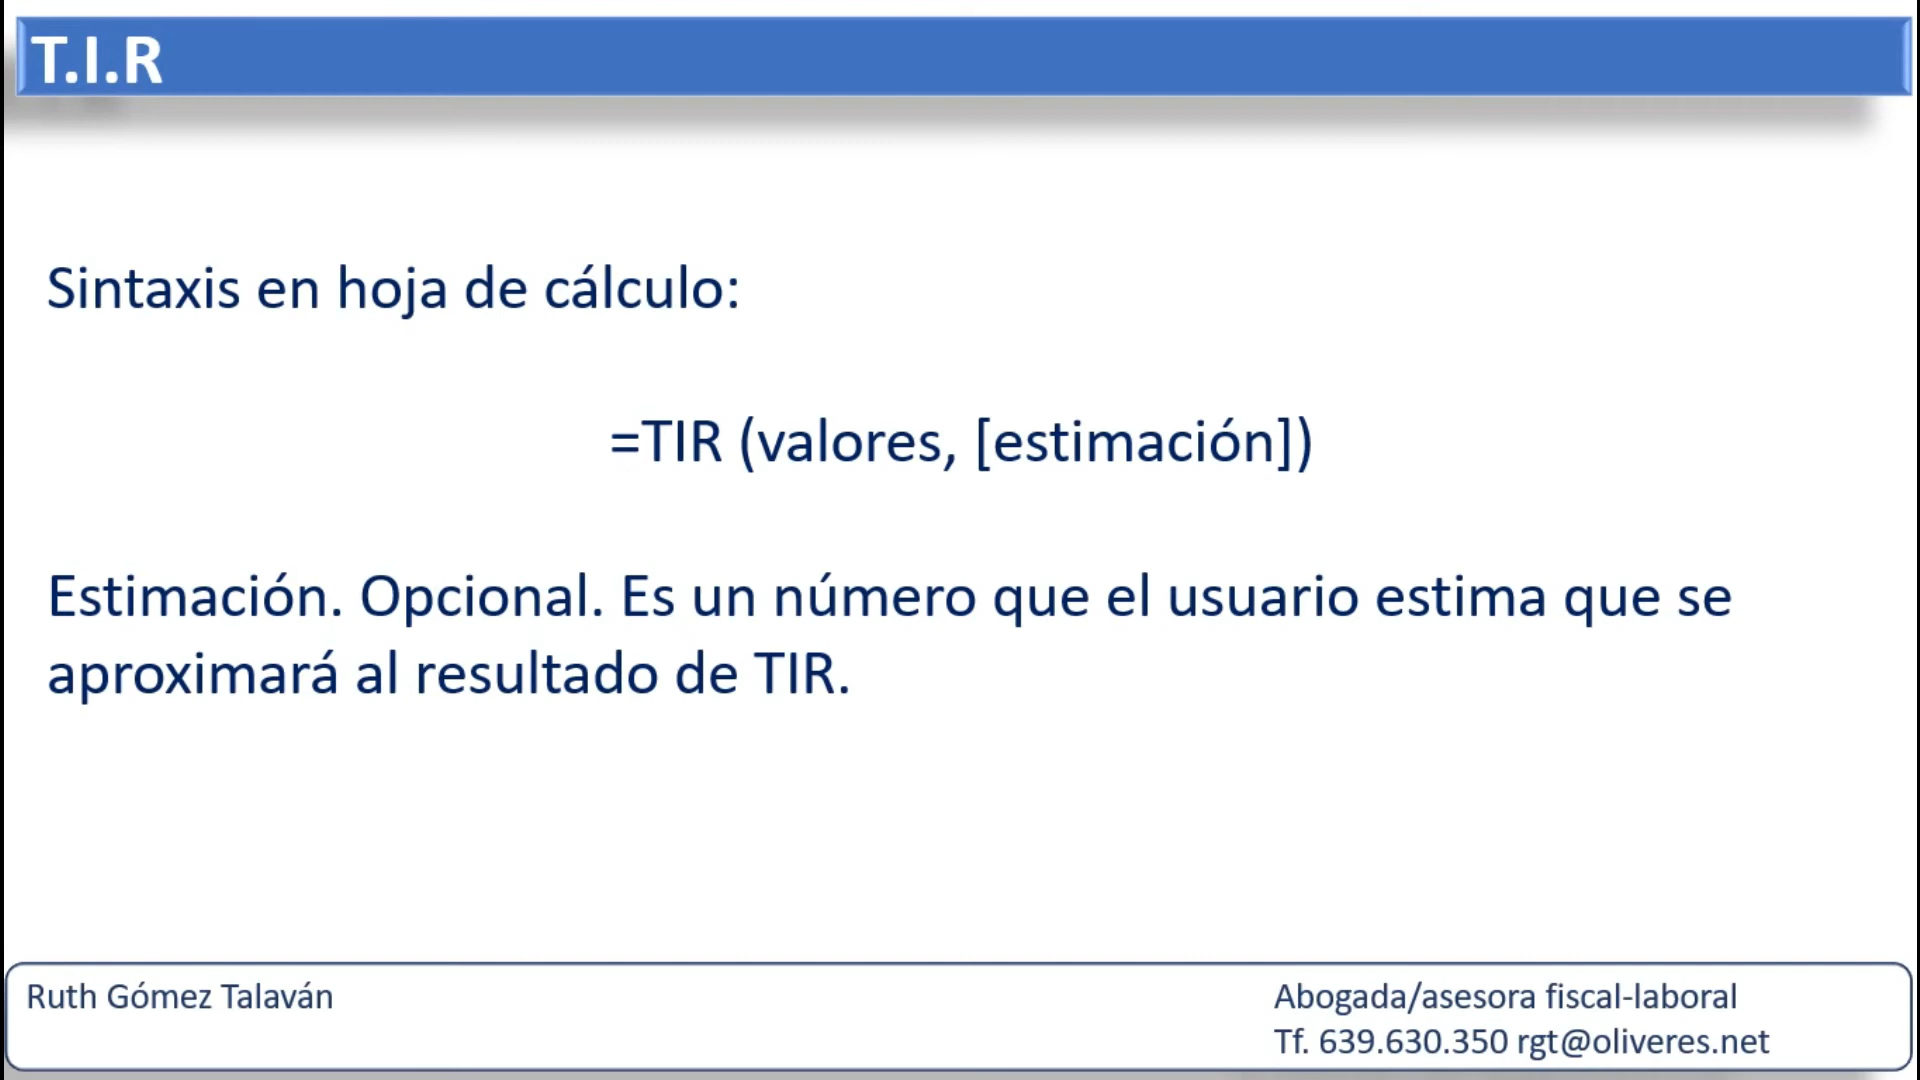 T.I.R
Sintaxis en hoja de cálculo:
=TIR (valores, [estimación])
Estimación. Opcional. Es un número que el usuario estima que se
aproximará al resultado de TIR.
Ruth Gómez Talaván
Abogada/asesora fiscal-laboral
Tf. 639.630.350 rgt@oliveres.net